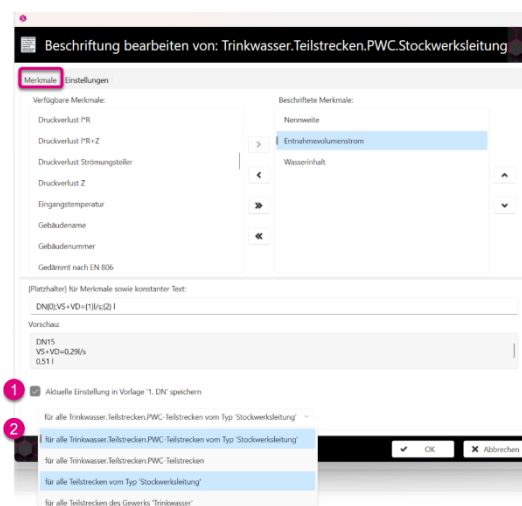 Beschriftung bearbeiten von: Trinkwasser.Teilstrecken.PWC.Stockwerksleitung
Merkmale Einstellungen
Verfügbare Merkmale:
Beschriftete Merkmale:
Druckverlust l*R
Druckverlust l*R+Z
Druckverlust Strömungsteiler
Druckverlust Z
Eingangstemperatur
Gebäudename
Gebäudenummer
Gedämmt nach EN 806
Nennweite
Entnahmevolumenstrom
Wasserinhalt
{Platzhalter} für Merkmale sowie konstanter Text:
DN{0};VS+VD={1}l/s;{2} l
Vorschau:
DN15
VS+VD=0,29l/s
0.51 l
1 Aktuelle Einstellung in Vorlage '1. DN' speichern
für alle Trinkwasser.Teilstrecken.PWC-Teilstrecken vom Typ 'Stockwerksleitung'
2
für alle Trinkwasser.Teilstrecken.PWC-Teilstrecken vom Typ 'Stockwerksleitung'
für alle Trinkwasser.Teilstrecken.PWC-Teilstrecken
für alle Teilstrecken vom Typ 'Stockwerksleitung'
für alle Teilstrecken des Gewerks 'Trinkwasser'
OK Abbrechen